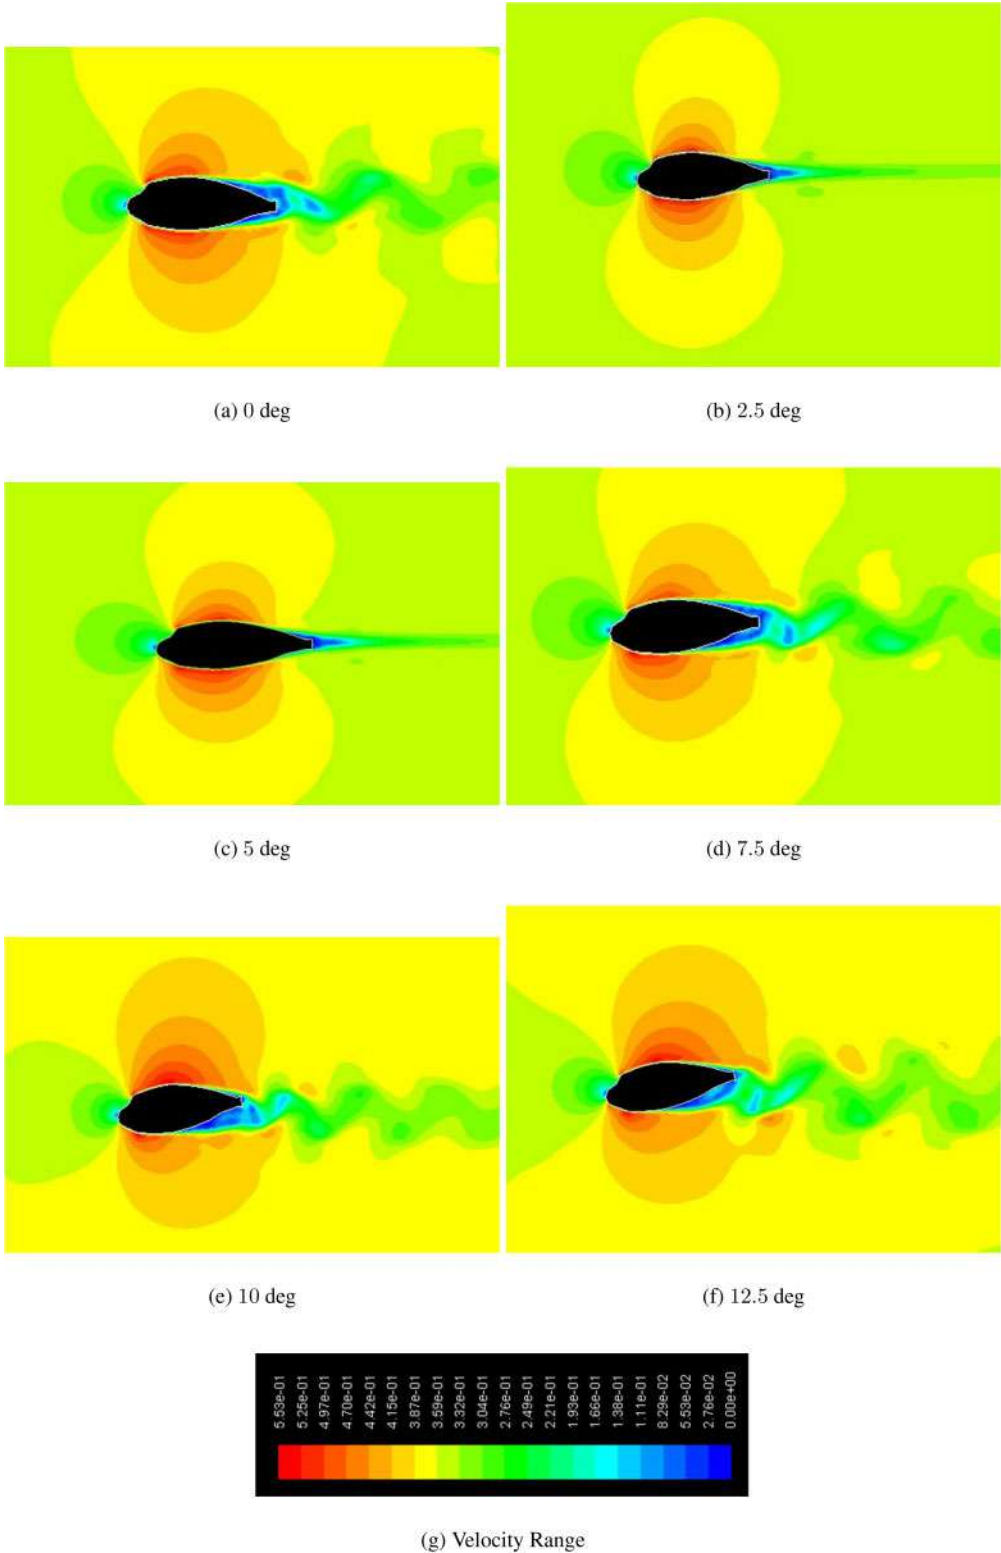 (a) 0 deg
(b) 2.5 deg
(c) 5 deg
(d) 7.5 deg
(e) 10 deg
(f) 12.5 deg
5.53e-01
5.25e-01
4.97e-01
4.70e-01
4.42e-01
4.15e-01
3.87e-01
3.59e-01
3.32e-01
3.04e-01
2.76e-01
2.49e-01
2.21e-01
1.93e-01
1.66e-01
1.38e-01
1.11e-01
8.29e-02
5.53e-02
2.76e-02
0.00e+00
(g) Velocity Range